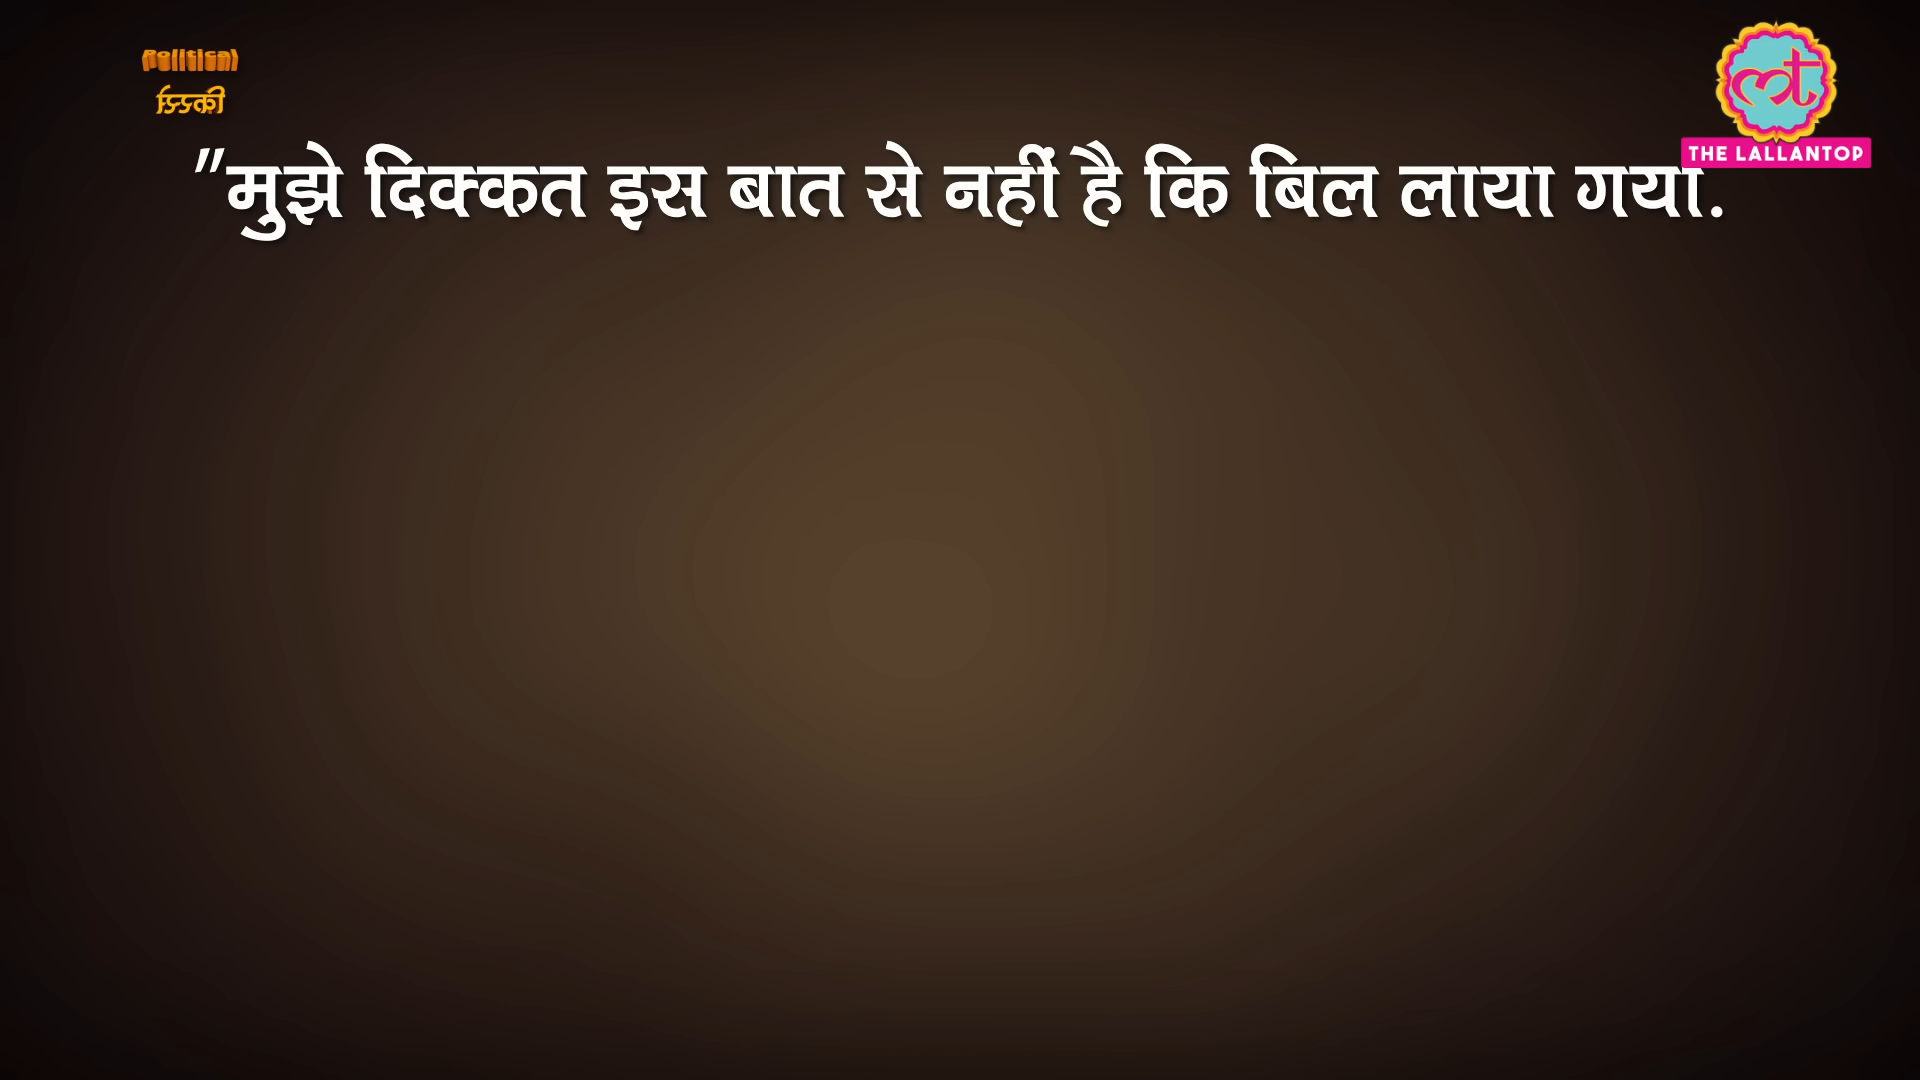 Political
"मुझे दिक्कत इस बात से नहीं है कि बिल लाया गया.
THE LALLANTOP